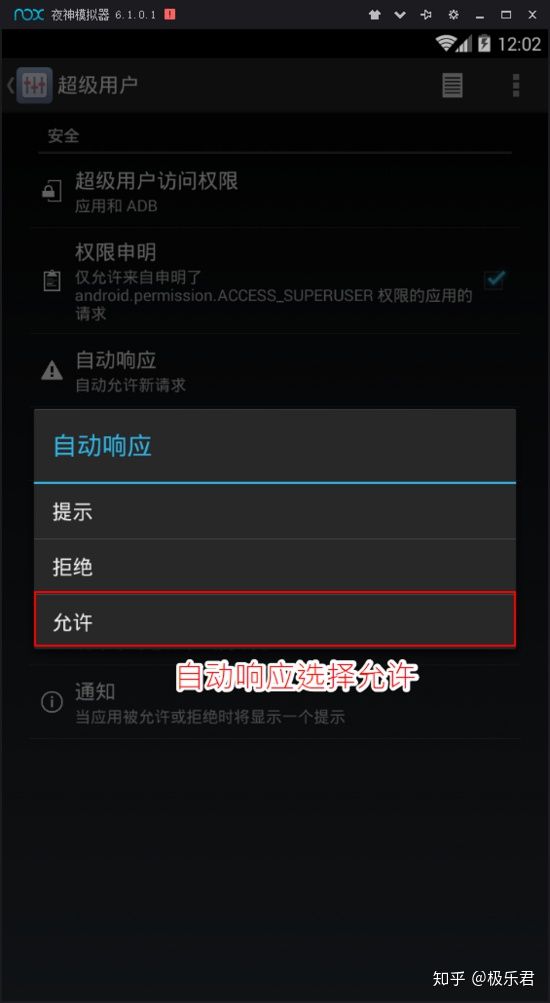 nox 夜神模拟器 6.1.0.1
12:02
超级用户
安全
超级用户访问权限
应用和 ADB
权限申明
仅允许来自申明了
android.permission.ACCESS_SUPERUSER 权限的应用的
请求
自动响应
自动允许新请求
自动响应
提示
拒绝
允许
自动响应选择允许
通知
当应用被允许或拒绝时将显示一个提示
知乎 @极乐君